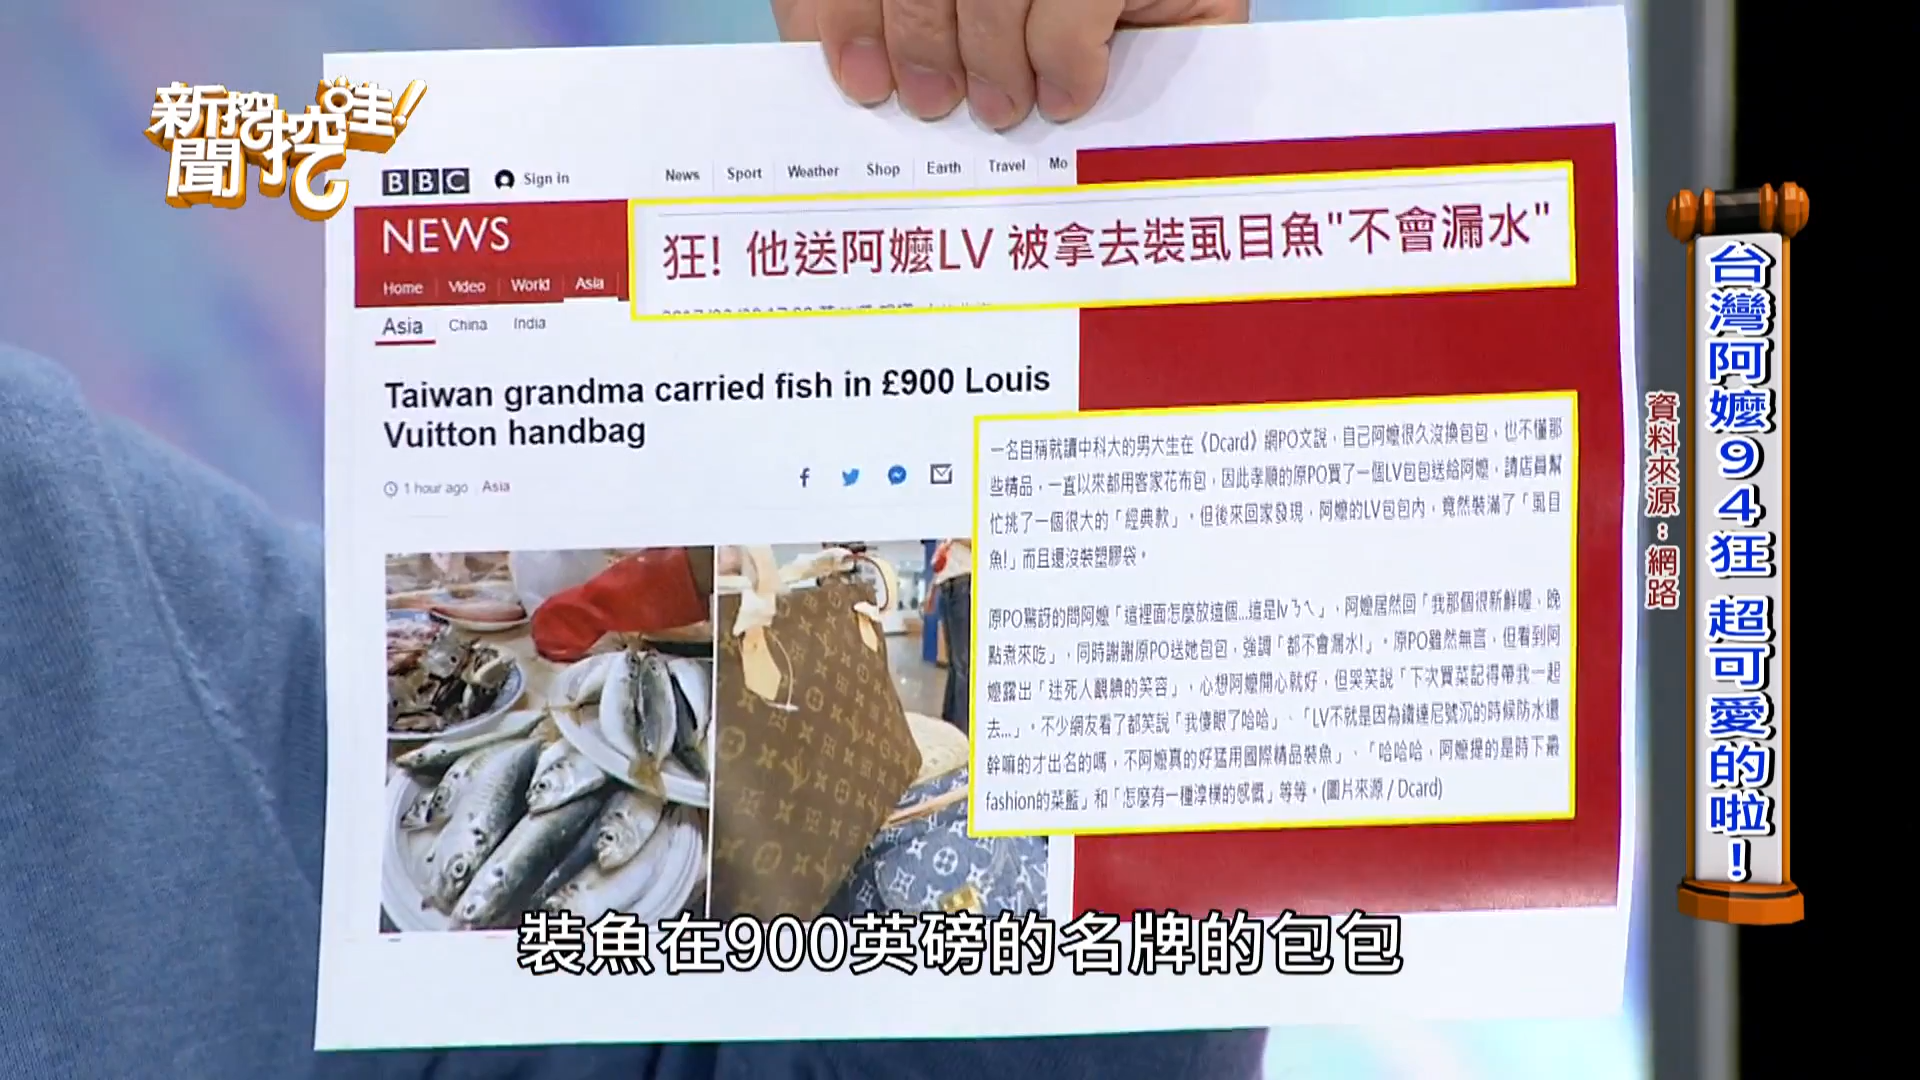 新聞挖挖哇!
BBC
Sign in
News
Sport
Weather
Shop
Earth
Travel
Mo
NEWS
Home
Video
World
Asia
Asia
China
India
狂! 他送阿嬤LV 被拿去裝虱目魚"不會漏水"
Taiwan grandma carried fish in £900 Louis
Vuitton handbag
1 hour ago
Asia
一名自稱就讀中科大的男大生在《Dcard》網PO文說，自己阿嬤很久沒換包包，也不懂那
些精品，一直以來都用客家花布包，因此孝順的原PO買了一個LV包包送給阿嬤，請店員幫
忙挑了一個很大的「經典款」。但後來回家發現，阿嬤的LV包包內，竟然裝滿了「虱目
魚!」而且還沒裝塑膠袋。
原PO驚訝的問阿嬤「這裡面怎麼放這個...這是lvㄋㄟ」，阿嬤居然回「我那個很新鮮喔、晚
點煮來吃」，同時謝謝原PO送她包包，強調「都不會漏水!」。原PO雖然無言，但看到阿
嬤露出「迷死人靦腆的笑容」，心想阿嬤開心就好，但哭笑說「下次買菜記得帶我一起
去...」。不少網友看了都笑說「我傻眼了哈哈」、「LV不就是因為鐵達尼號沉的時候防水還
幹嘛的才出名的嗎，不阿嬤真的好猛用國際精品裝魚」、「哈哈哈，阿嬤提的是時下最
fashion的菜籃」和「怎麼有一種淳樸的感慨」等等。(圖片來源 / Dcard)
資料來源：網路
台灣阿嬤94狂 超可愛的啦！
裝魚在900英磅的名牌的包包